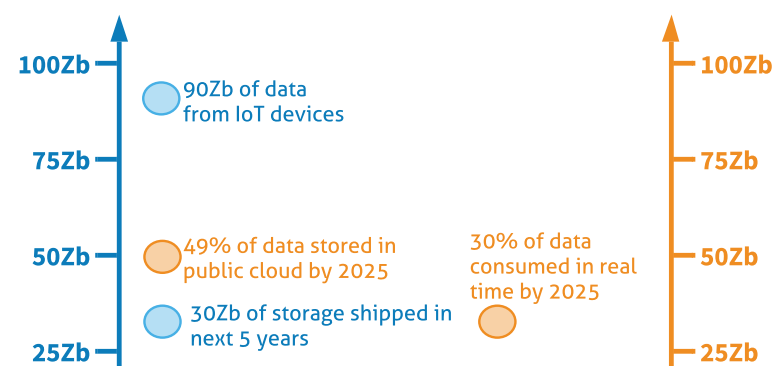 100Zb
100Zb
90Zb of data
from IoT devices
75Zb
75Zb
49% of data stored in
public cloud by 2025
30% of data
consumed in real
time by 2025
50Zb
50Zb
30Zb of storage shipped in
next 5 years
25Zb
25Zb